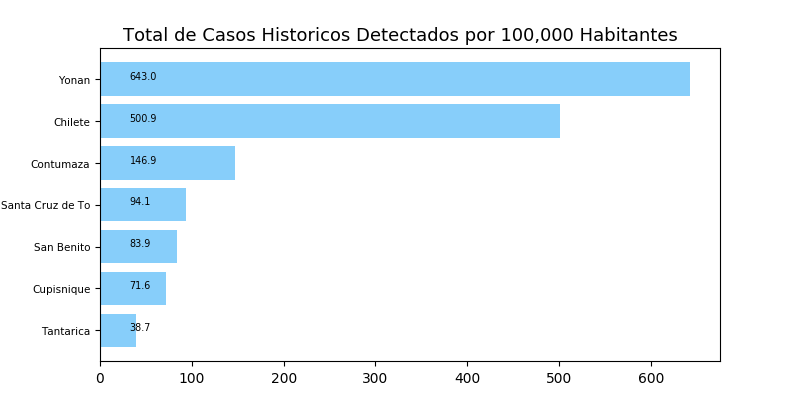 Total de Casos Historicos Detectados por 100,000 Habitantes
Yonan 643.0
Chilete 500.9
Contumaza 146.9
Santa Cruz de To 94.1
San Benito 83.9
Cupisnique 71.6
Tantarica 38.7
0 100 200 300 400 500 600